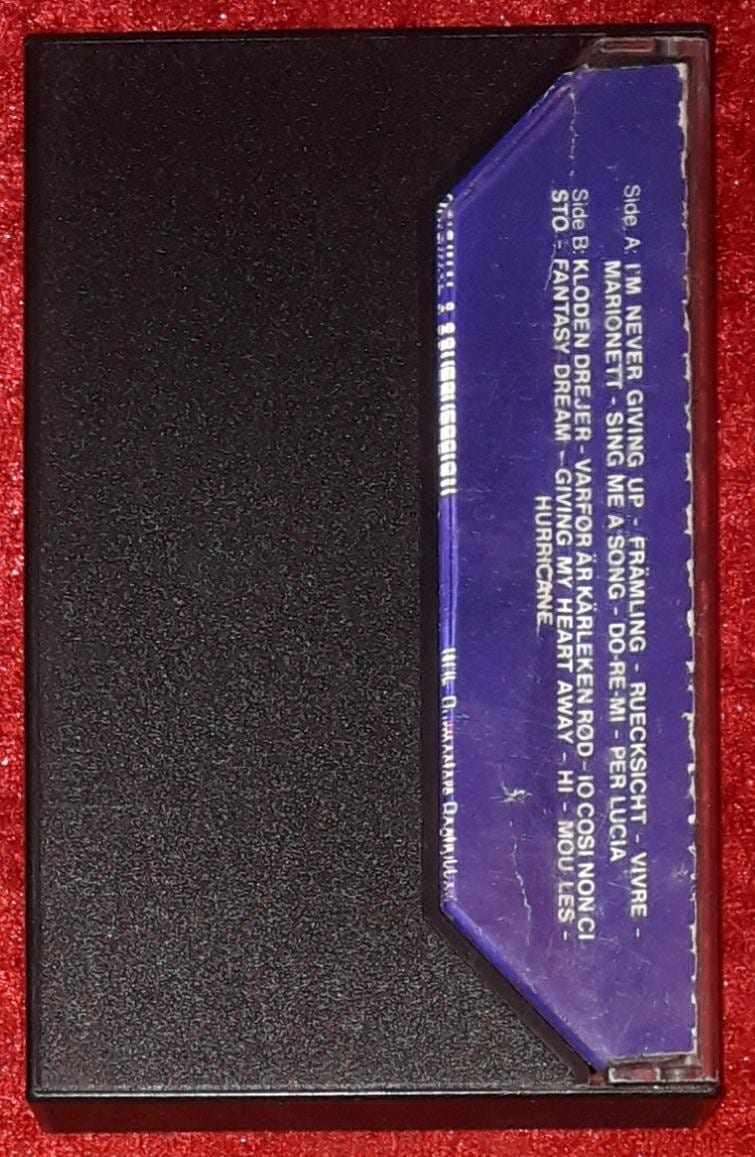 Side A: I'M NEVER GIVING UP - FRÄMLING - RUECKSICHT - VIVRE -
MARIONETT - SING ME A SONG - DO-RE-MI - PER LUCIA
Side B: KLODEN DREJER - VARFØR ÄR KÄRLEKEN RØD - IO COSI NON CI
STO - FANTASY DREAM - GIVING MY HEART AWAY - HI - MOU LES -
HURRICANE